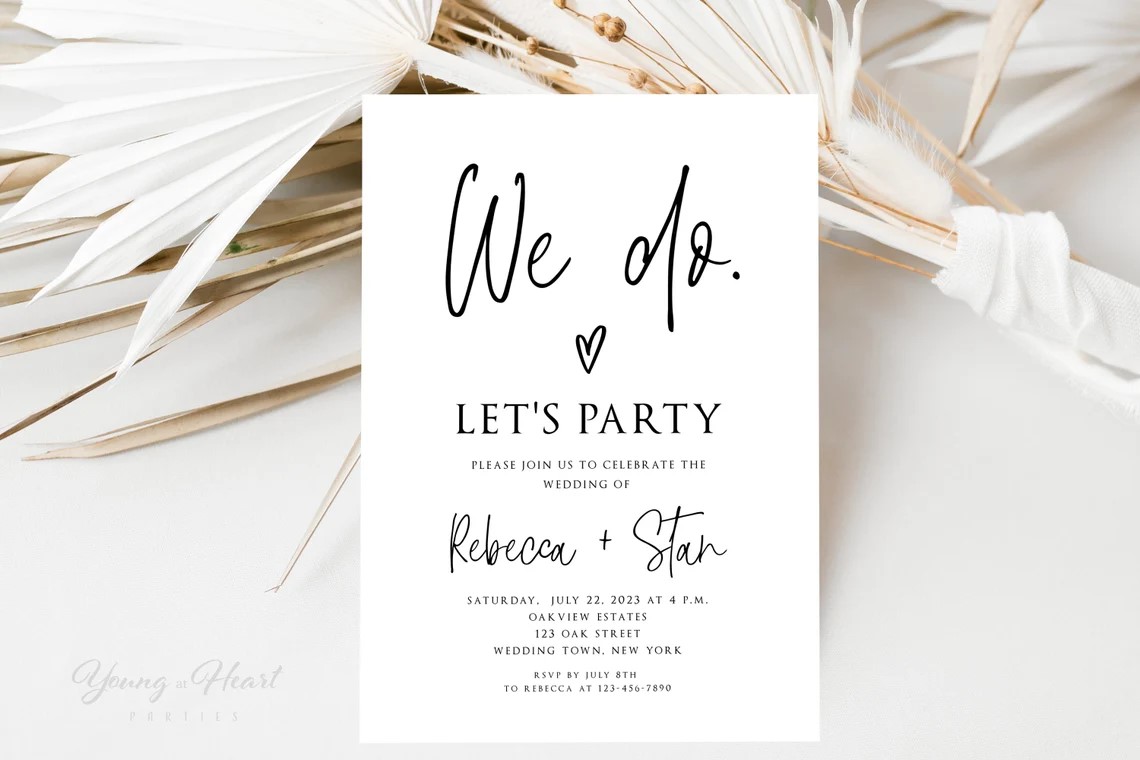 We do.
LET'S PARTY
PLEASE JOIN US TO CELEBRATE THE
WEDDING OF
Rebecca + Stan
SATURDAY, JULY 22, 2023 AT 4 P.M.
OAKVIEW ESTATES
123 OAK STREET
WEDDING TOWN, NEW YORK
RSVP BY JULY 8TH
TO REBECCA AT 123-456-7890
Young at Heart
PARTIES